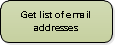 Get list of email
addresses